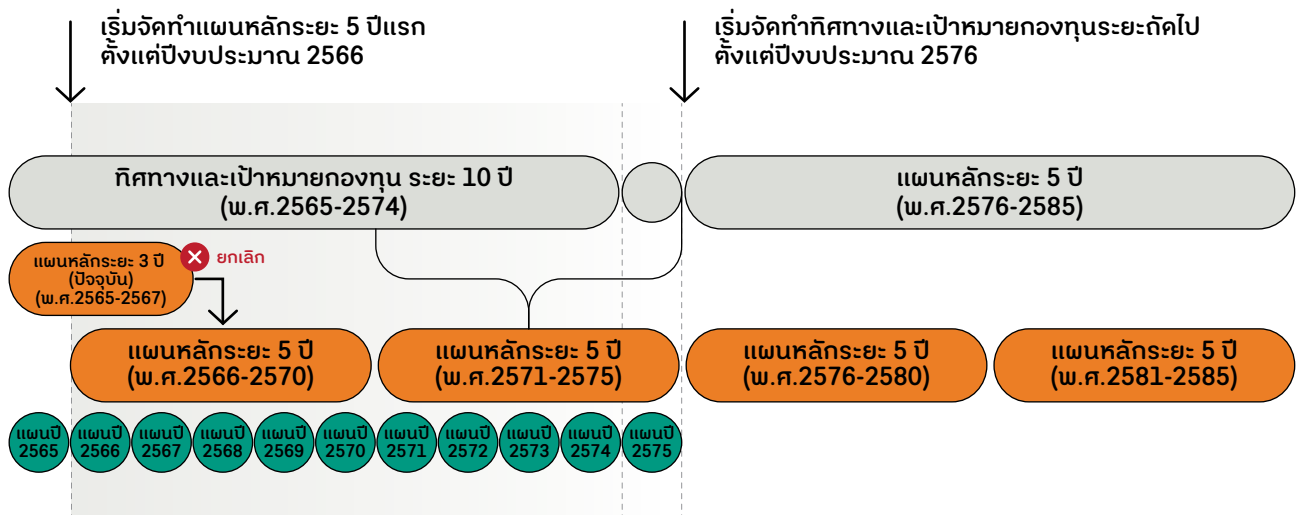 เริ่มจัดทำแผนหลักระยะ 5 ปีแรก
ตั้งแต่ปีงบประมาณ 2566
เริ่มจัดทำทิศทางและเป้าหมายกองทุนระยะถัดไป
ตั้งแต่ปีงบประมาณ 2576
ทิศทางและเป้าหมายกองทุน ระยะ 10 ปี
(พ.ศ.2565-2574)
แผนหลักระยะ 5 ปี
(พ.ศ.2576-2585)
แผนหลักระยะ 3 ปี
(ปัจจุบัน)
(พ.ศ.2565-2567)
ยกเลิก
แผนหลักระยะ 5 ปี
(พ.ศ.2566-2570)
แผนหลักระยะ 5 ปี
(พ.ศ.2571-2575)
แผนหลักระยะ 5 ปี
(พ.ศ.2576-2580)
แผนหลักระยะ 5 ปี
(พ.ศ.2581-2585)
แผนปี
2565
แผนปี
2566
แผนปี
2567
แผนปี
2568
แผนปี
2569
แผนปี
2570
แผนปี
2571
แผนปี
2572
แผนปี
2573
แผนปี
2574
แผนปี
2575